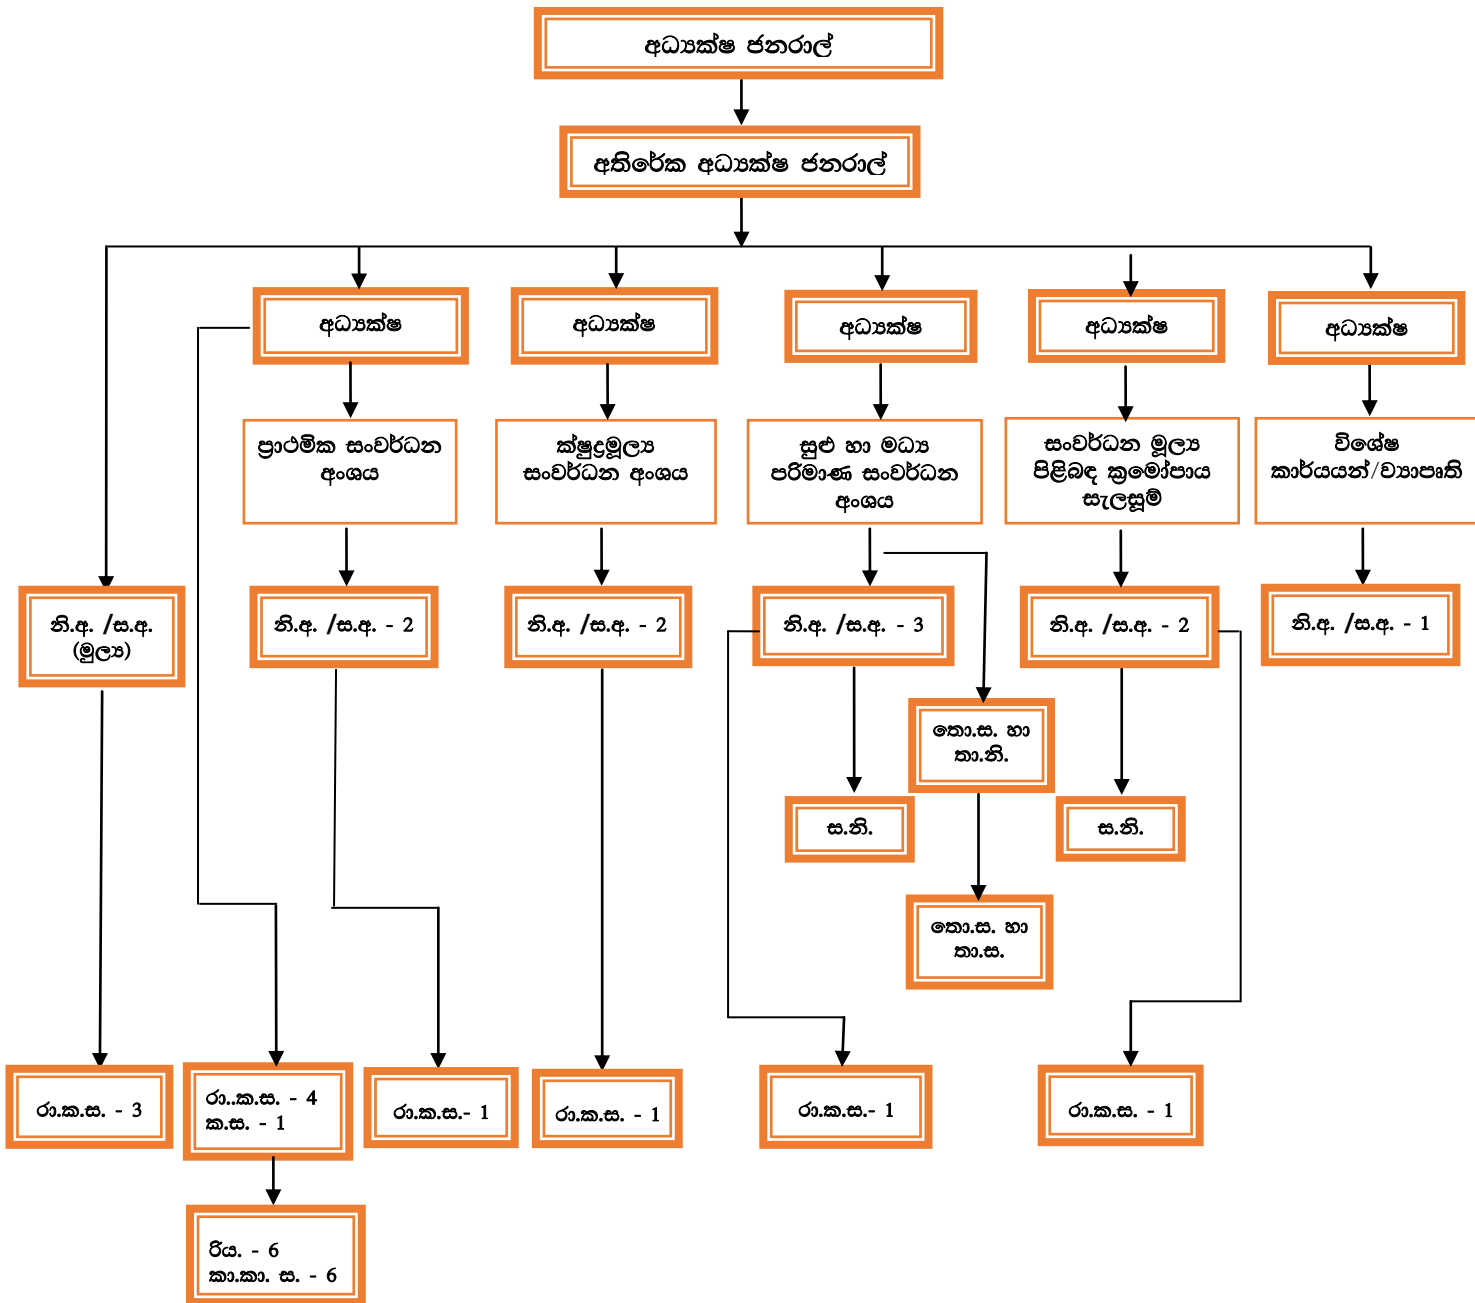 අධ්‍යක්ෂ ජනරාල්
අතිරේක අධ්‍යක්ෂ ජනරාල්
අධ්‍යක්ෂ
අධ්‍යක්ෂ
අධ්‍යක්ෂ
අධ්‍යක්ෂ
අධ්‍යක්ෂ
ප්‍රාථමික සංවර්ධන
අංශය
ක්ෂුද්‍රමූල්‍ය
සංවර්ධන අංශය
සුළු හා මධ්‍ය
පරිමාණ සංවර්ධන
අංශය
සංවර්ධන මූල්‍ය
පිළිබඳ ක්‍රමෝපාය
සැලසූම්
විශේෂ
කාර්යයන්/ව්‍යාපෘති
නි.අ. /ස.අ.
(මූල්‍ය)
නි.අ. /ස.අ. - 2
නි.අ. /ස.අ. - 2
නි.අ. /ස.අ. - 3
නි.අ. /ස.අ. - 2
නි.අ. /ස.අ. - 1
තො.ස. හා
තා.නි.
ස.නි.
ස.නි.
තො.ස. හා
තා.ස.
රා.ක.ස. - 3
රා..ක.ස. - 4
ක.ස. - 1
රා.ක.ස.- 1
රා.ක.ස. - 1
රා.ක.ස.- 1
රා.ක.ස. - 1
රිය. - 6
කා.කා. ස. - 6